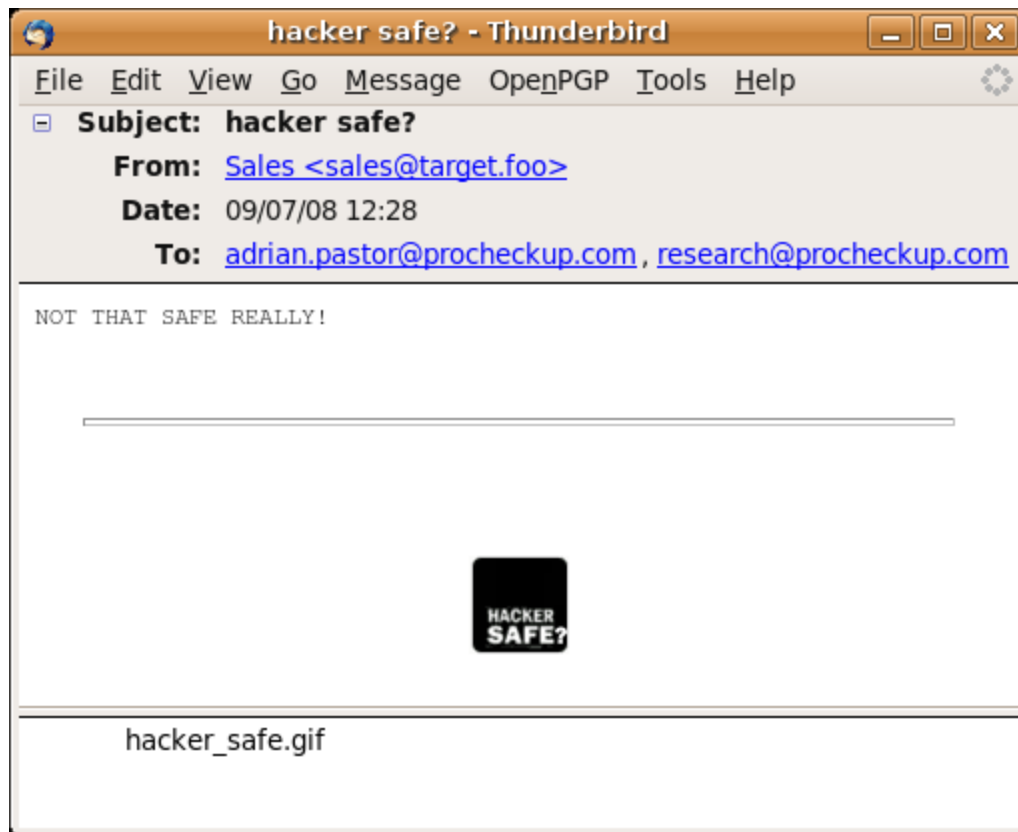 hacker safe? - Thunderbird
File Edit View Go Message OpenPGP Tools Help
Subject: hacker safe?
From: Sales <sales@target.foo>
Date: 09/07/08 12:28
To: adrian.pastor@procheckup.com, research@procheckup.com
NOT THAT SAFE REALLY!
HACKER
SAFE?
hacker_safe.gif